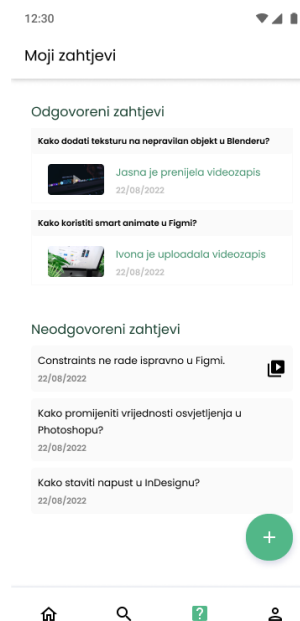 12:30
Moji zahtjevi
Odgovoreni zahtjevi
Kako dodati teksturu na nepravilan objekt u Blenderu?
Jasna je prenijela videozapis
22/08/2022
Kako koristiti smart animate u Figmi?
Ivona je uploadala videozapis
22/08/2022
Neodgovoreni zahtjevi
Constraints ne rade ispravno u Figmi.
22/08/2022
Kako promijeniti vrijednosti osvjetljenja u
Photoshopu?
22/08/2022
Kako staviti napust u InDesignu?
22/08/2022